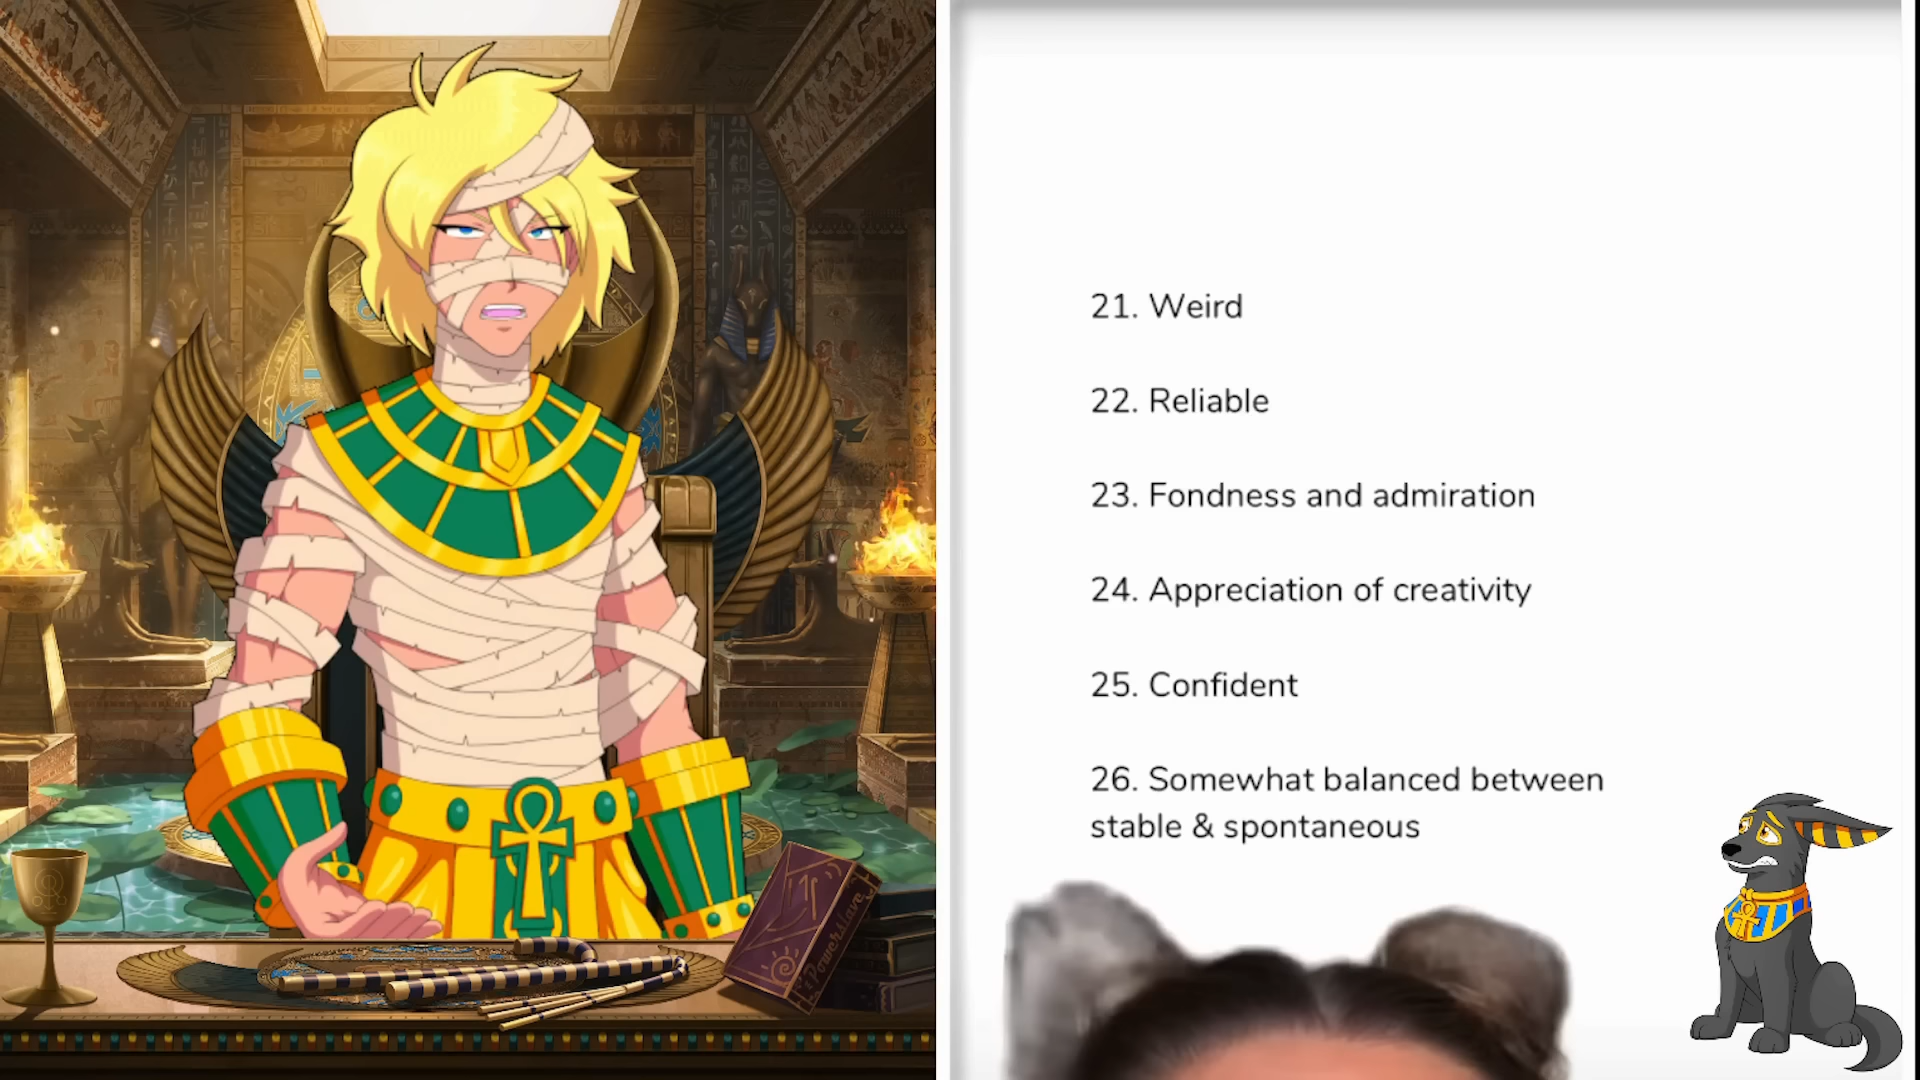 21. Weird
22. Reliable
23. Fondness and admiration
24. Appreciation of creativity
25. Confident
26. Somewhat balanced between
stable & spontaneous
Powerslave